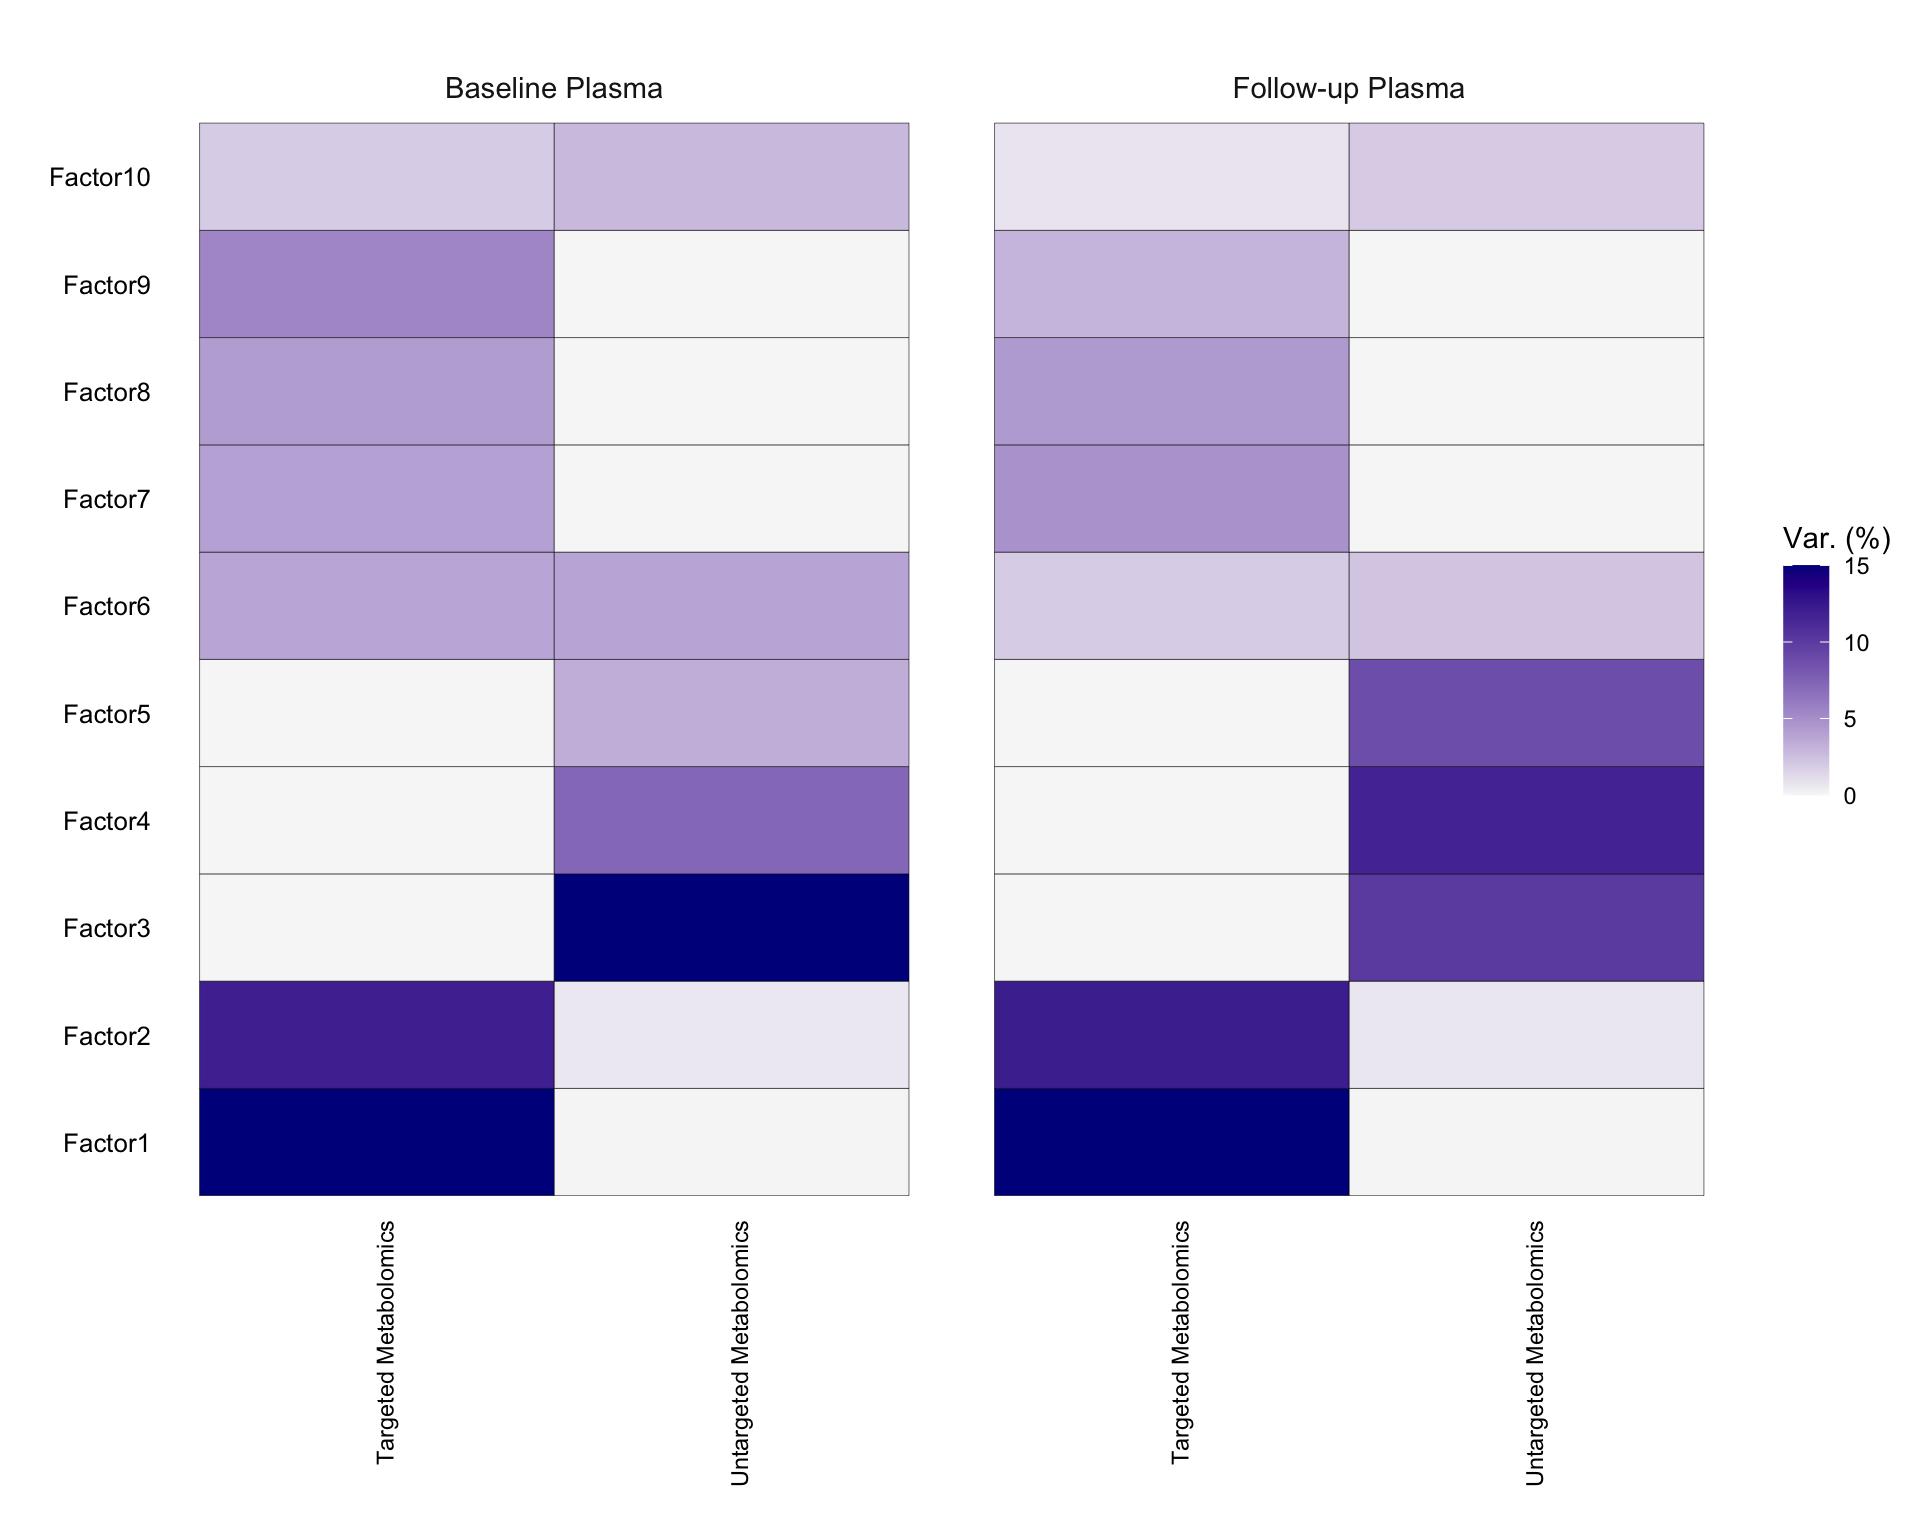 Baseline Plasma
Follow-up Plasma
Factor10
Factor9
Factor8
Factor7
Factor6
Factor5
Factor4
Factor3
Factor2
Factor1
Var. (%)
15
10
5
0
Targeted Metabolomics
Untargeted Metabolomics
Targeted Metabolomics
Untargeted Metabolomics